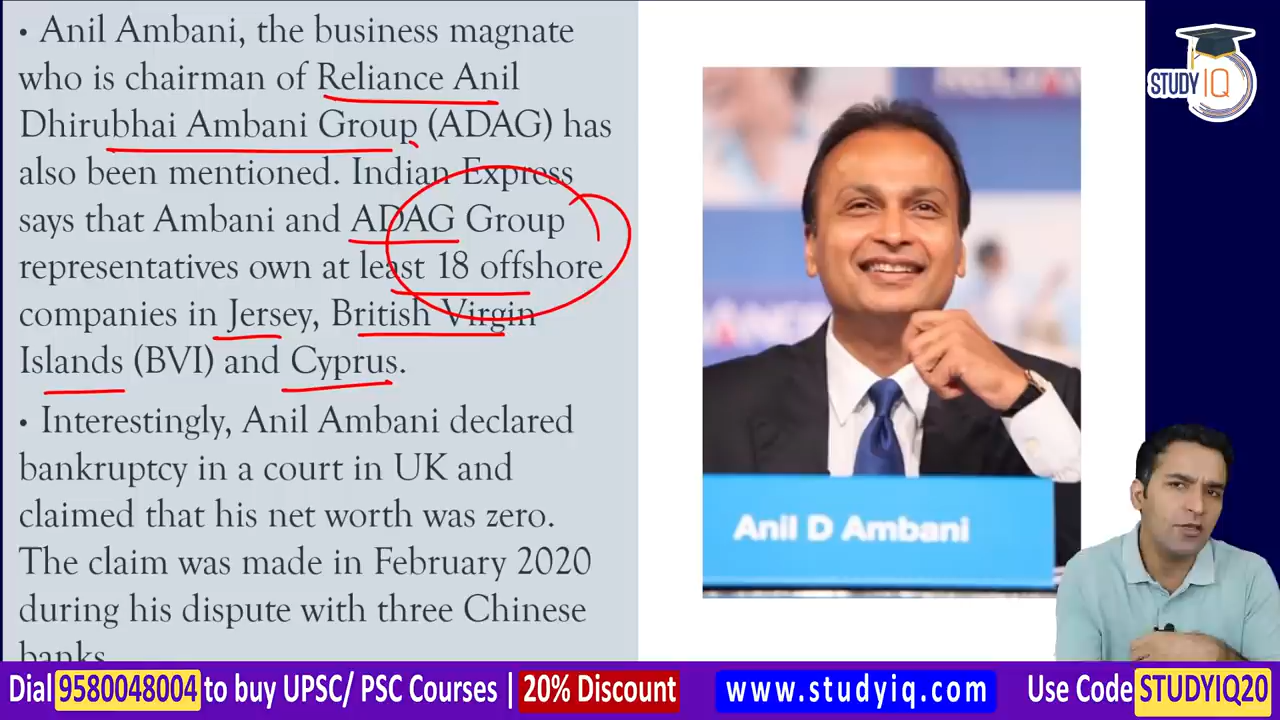 • Anil Ambani, the business magnate
who is chairman of Reliance Anil
Dhirubhai Ambani Group (ADAG) has
also been mentioned. Indian Express
says that Ambani and ADAG Group
representatives own at least 18 offshore
companies in Jersey, British Virgin
Islands (BVI) and Cyprus.
• Interestingly, Anil Ambani declared
bankruptcy in a court in UK and
claimed that his net worth was zero.
The claim was made in February 2020
during his dispute with three Chinese
banks
Anil D Ambani
STUDY IQ
Dial 9580048004 to buy UPSC/ PSC Courses | 20% Discount www.studyiq.com Use Code STUDYIQ20